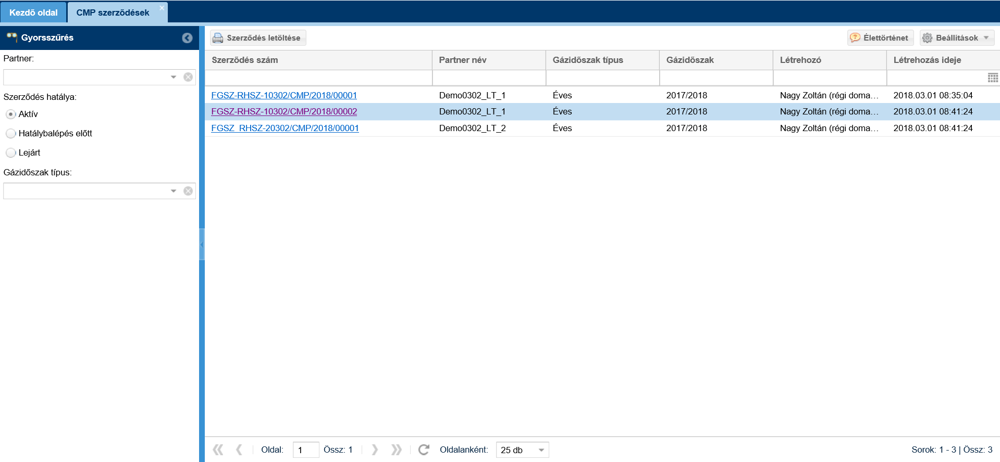 Kezdő oldal
CMP szerződések
Gyorsszűrés
Partner:
Szerződés hatálya:
Aktív
Hatálybalépés előtt
Lejárt
Gázidőszak típus:
Szerződés letöltése
Élettörténet
Beállítások
Szerződés szám Partner név Gázidőszak típus Gázidőszak Létrehozó Létrehozás ideje
FGSZ-RHSZ-10302/CMP/2018/00001 Demo0302_LT_1 Éves 2017/2018 Nagy Zoltán (régi doma... 2018.03.01 08:35:04
FGSZ-RHSZ-10302/CMP/2018/00002 Demo0302_LT_1 Éves 2017/2018 Nagy Zoltán (régi doma... 2018.03.01 08:41:24
FGSZ_RHSZ-20302/CMP/2018/00001 Demo0302_LT_2 Éves 2017/2018 Nagy Zoltán (régi doma... 2018.03.01 08:41:24
Oldal: 1 Össz: 1 Oldalanként: 25 db Sorok: 1 - 3 | Össz: 3